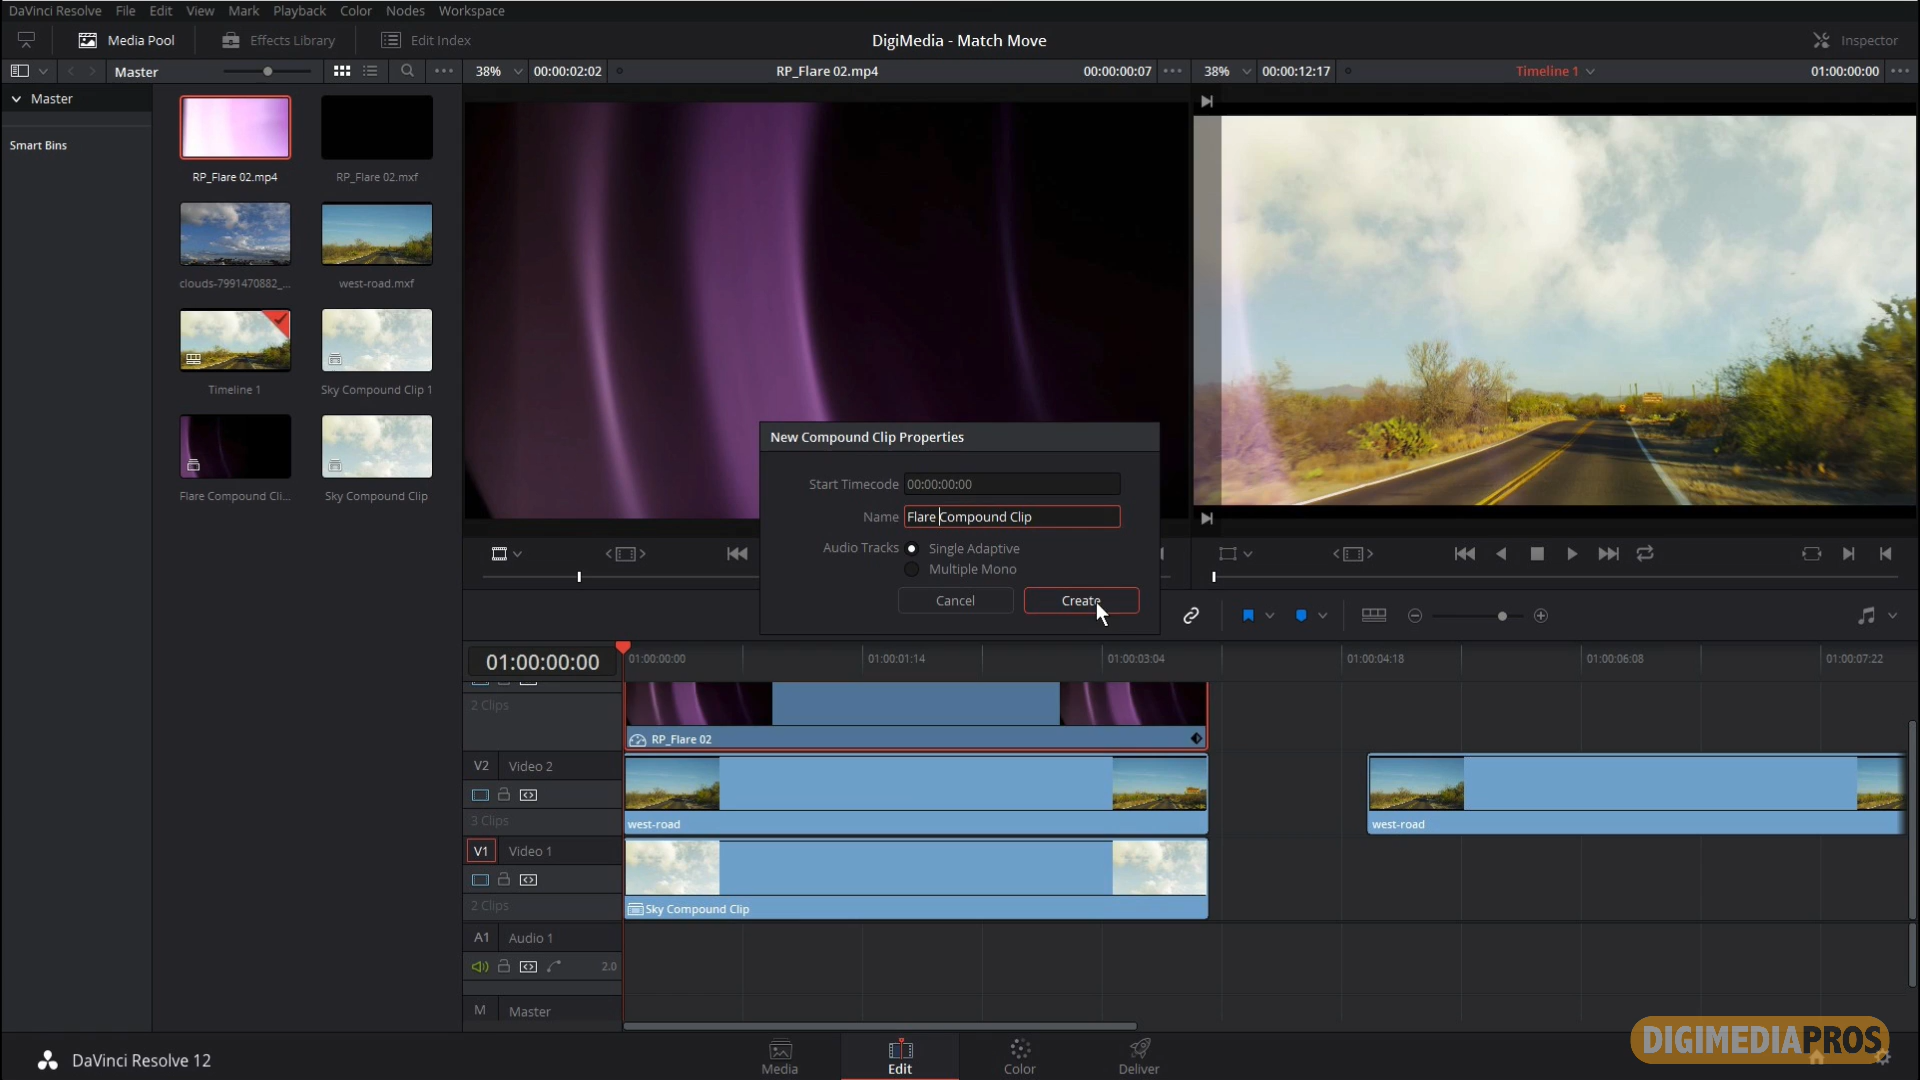 DaVinci Resolve File Edit View Mark Playback Color Nodes Workspace
Media Pool Effects Library Edit Index DigiMedia - Match Move Inspector
Master 38% 00:00:02:02 RP_Flare 02.mp4 00:00:00:07 38% 00:00:12:17 Timeline 1 01:00:00:00
Master
Smart Bins
RP_Flare 02.mp4 RP_Flare 02.mxf
clouds-7991470882_... west-road.mxf
Timeline 1 Sky Compound Clip 1
Flare Compound Cli... Sky Compound Clip
New Compound Clip Properties
Start Timecode 00:00:00:00
Name Flare Compound Clip
Audio Tracks Single Adaptive
Multiple Mono
Cancel Create
01:00:00:00 01:00:00:00 01:00:01:14 01:00:03:04 01:00:04:18 01:00:06:08 01:00:07:22
2 Clips
RP_Flare 02
V2 Video 2
3 Clips
west-road west-road
V1 Video 1
2 Clips
Sky Compound Clip
A1 Audio 1
2.0
M Master
DaVinci Resolve 12
Media Edit Color Deliver
DIGIMEDIAPROS